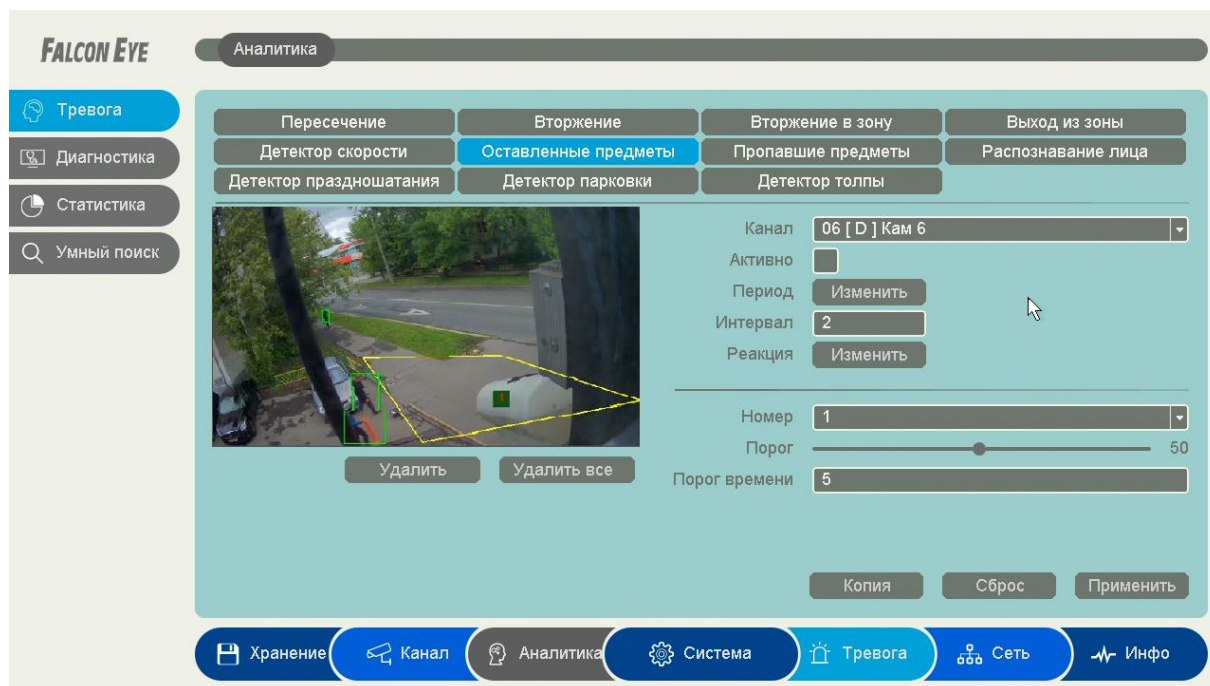 FALCON EYE
Аналитика
Тревога
Диагностика
Статистика
Умный поиск
Пересечение Вторжение Вторжение в зону Выход из зоны
Детектор скорости Оставленные предметы Пропавшие предметы Распознавание лица
Детектор праздношатания Детектор парковки Детектор толпы
Канал 06 [ D ] Кам 6
Активно
Период Изменить
Интервал 2
Реакция Изменить
1
Номер 1
Порог 50
Порог времени 5
Удалить Удалить все
Копия Сброс Применить
Хранение Канал Аналитика Система Тревога Сеть Инфо